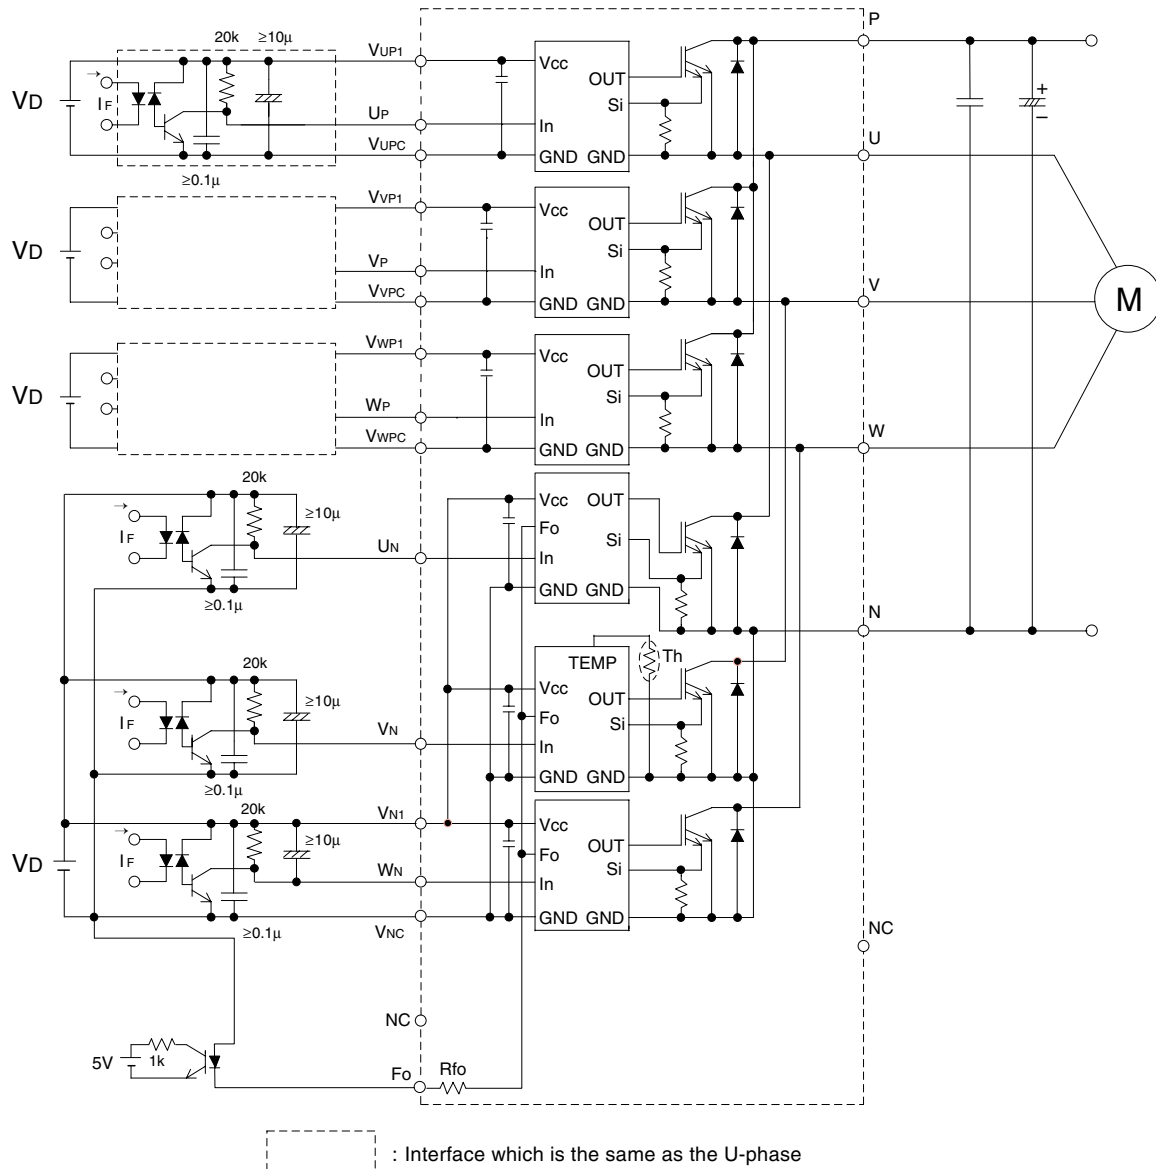 P
20k ≥10μ
VUP1
Vcc
OUT
VD
IF
Si
+
−
UP
In
U
VUPC
GND GND
≥0.1μ
VVP1
Vcc
OUT
VD
Si
VP
In
V
VVPC
GND GND
M
VWP1
Vcc
OUT
VD
Si
WP
In
W
VWPC
GND GND
20k
Vcc OUT
≥10μ
Fo
IF
UN
Si
In
GND GND
≥0.1μ
N
20k
TEMP
Th
Vcc
≥10μ
OUT
IF
Fo
Si
VN
In
GND GND
≥0.1μ
20k
VN1
Vcc
≥10μ
OUT
VD
IF
Fo
Si
WN
In
GND GND
VNC
≥0.1μ
NC
NC
5V
1k
Fo
Rfo
: Interface which is the same as the U-phase